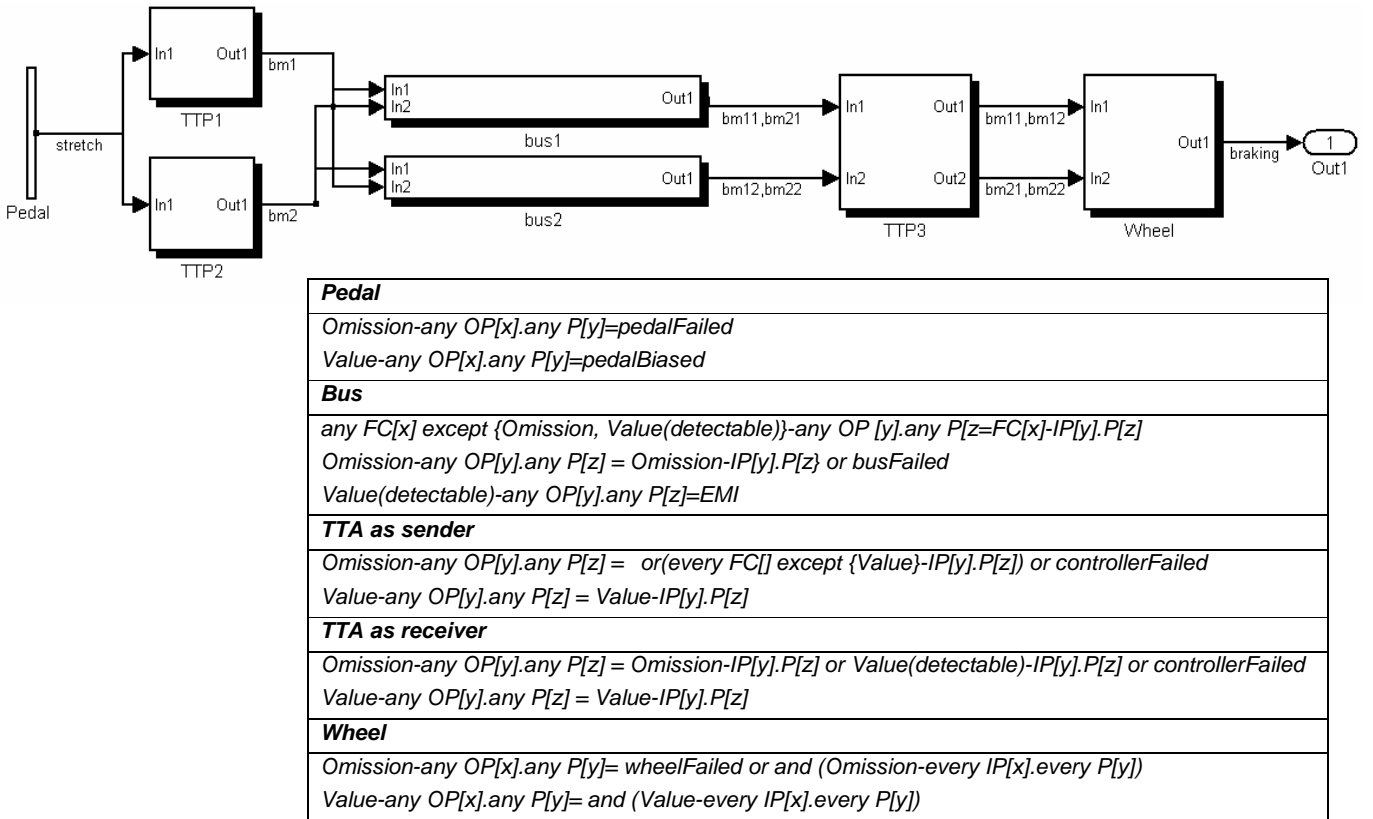 In1
Out1
bm1
TTP1
stretch
Pedal
In1
Out1
bm2
TTP2
In1
In2
Out1
bus1
bm11,bm21
In1
In2
Out1
bus2
bm12,bm22
In1
In2
Out1
Out2
TTP3
bm11,bm12
bm21,bm22
In1
In2
Out1
Wheel
braking
1
Out1
Pedal
Omission-any OP[x].any P[y]=pedalFailed
Value-any OP[x].any P[y]=pedalBiased
Bus
any FC[x] except {Omission, Value(detectable)}-any OP [y].any P[z=FC[x]-IP[y].P[z]
Omission-any OP[y].any P[z] = Omission-IP[y].P[z} or busFailed
Value(detectable)-any OP[y].any P[z]=EMI
TTA as sender
Omission-any OP[y].any P[z] = or(every FC[] except {Value}-IP[y].P[z]) or controllerFailed
Value-any OP[y].any P[z] = Value-IP[y].P[z]
TTA as receiver
Omission-any OP[y].any P[z] = Omission-IP[y].P[z] or Value(detectable)-IP[y].P[z] or controllerFailed
Value-any OP[y].any P[z] = Value-IP[y].P[z]
Wheel
Omission-any OP[x].any P[y]= wheelFailed or and (Omission-every IP[x].every P[y])
Value-any OP[x].any P[y]= and (Value-every IP[x].every P[y])